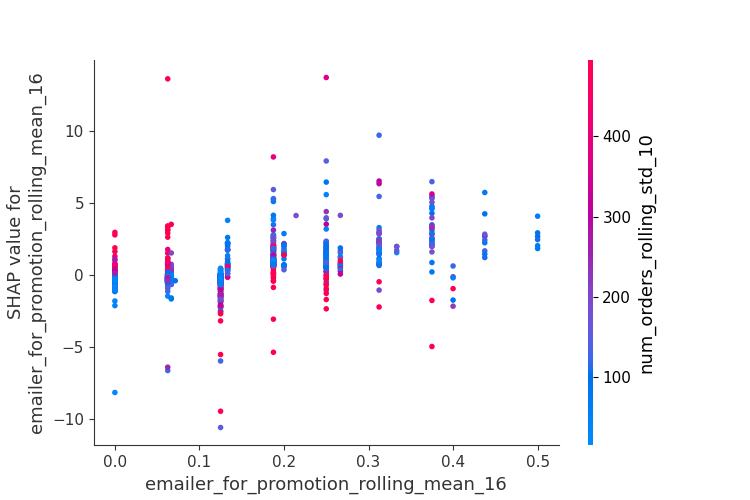 SHAP value for
emailer_for_promotion_rolling_mean_16
10
5
0
−5
−10
0.0 0.1 0.2 0.3 0.4 0.5
emailer_for_promotion_rolling_mean_16
400
300
200
100
num_orders_rolling_std_10